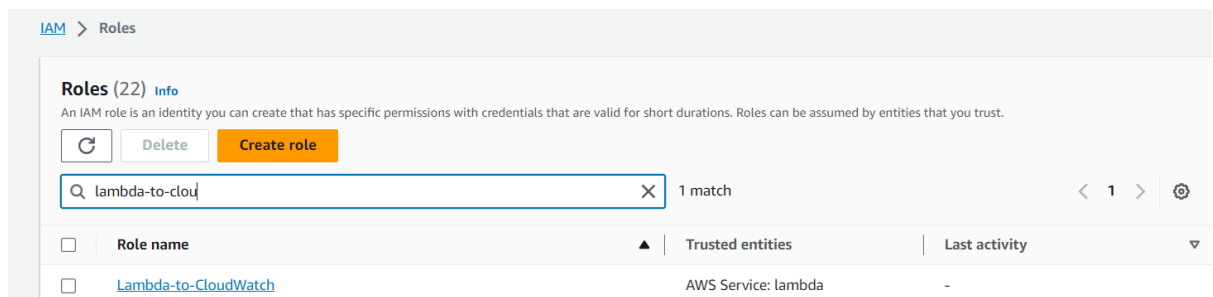 IAM > Roles
Roles (22) Info
An IAM role is an identity you can create that has specific permissions with credentials that are valid for short durations. Roles can be assumed by entities that you trust.
Delete Create role
lambda-to-clou 1 match < 1 >
Role name Trusted entities Last activity
Lambda-to-CloudWatch AWS Service: lambda -